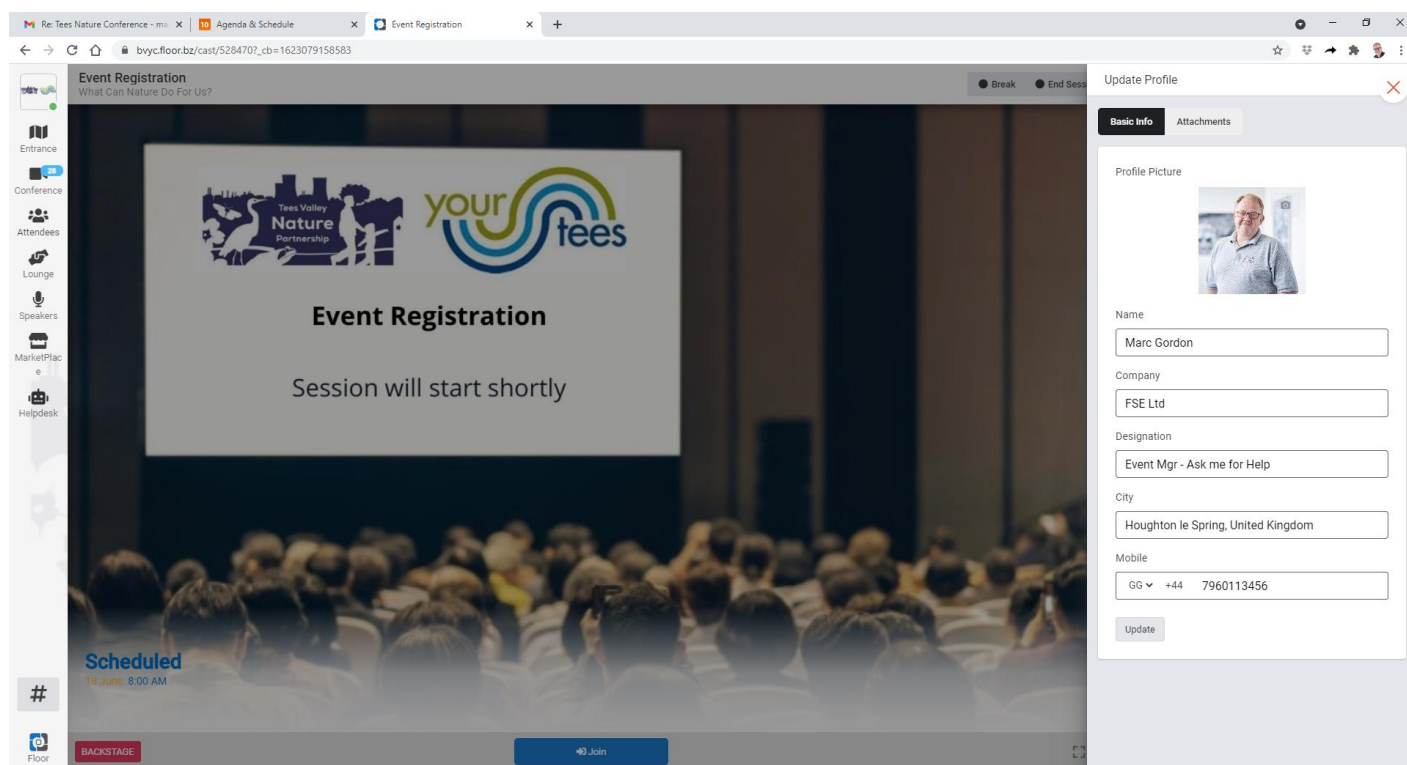 Re: Tees Nature Conference - ma
10 Agenda & Schedule
Event Registration
bvyc.floor.bz/cast/528470?_cb=1623079158583
Event Registration
What Can Nature Do For Us?
Break
End Sess
Update Profile
Basic Info
Attachments
Entrance
28
Conference
Attendees
Lounge
Speakers
MarketPlac
e
Helpdesk
#
Floor
Tees Valley
Nature
Partnership
your
tees
Event Registration
Session will start shortly
Scheduled
18 June, 8:00 AM
BACKSTAGE
Join
Profile Picture
Name
Marc Gordon
Company
FSE Ltd
Designation
Event Mgr - Ask me for Help
City
Houghton le Spring, United Kingdom
Mobile
GG +44 7960113456
Update